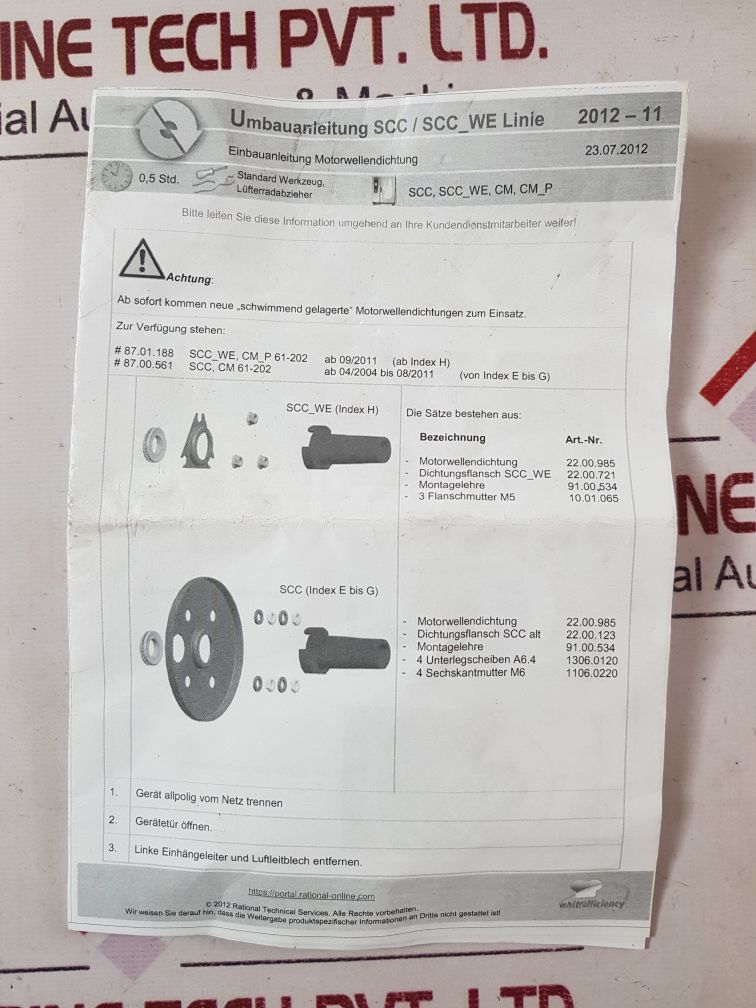 INE TECH PVT. LTD.
ial Au & Machi
Umbauanleitung SCC / SCC_WE Linie 2012 – 11
Einbauanleitung Motorwellendichtung 23.07.2012
0,5 Std. Standard Werkzeug, Lüfterradabzieher SCC, SCC_WE, CM, CM_P
Bitte leiten Sie diese Information umgehend an Ihre Kundendienstmitarbeiter weiter!
Achtung:
Ab sofort kommen neue „schwimmend gelagerte“ Motorwellendichtungen zum Einsatz.
Zur Verfügung stehen:
# 87.01.188 SCC_WE, CM_P 61-202 ab 09/2011 (ab Index H)
# 87.00.561 SCC, CM 61-202 ab 04/2004 bis 08/2011 (von Index E bis G)
SCC_WE (Index H)
Die Sätze bestehen aus:
Bezeichnung Art.-Nr.
- Motorwellendichtung 22.00.985
- Dichtungsflansch SCC_WE 22.00.721
- Montagelehre 91.00.534
- 3 Flanschmutter M5 10.01.065
SCC (Index E bis G)
- Motorwellendichtung 22.00.985
- Dichtungsflansch SCC alt 22.00.123
- Montagelehre 91.00.534
- 4 Unterlegscheiben A6.4 1306.0120
- 4 Sechskantmutter M6 1106.0220
1. Gerät allpolig vom Netz trennen
2. Gerätetür öffnen.
3. Linke Einhängeleiter und Luftleitblech entfernen.
https://portal.rational-online.com
© 2012 Rational Technical Services. Alle Rechte vorbehalten.
Wir weisen Sie darauf hin, dass die Weitergabe produktspezifischer Informationen an Dritte nicht gestattet ist!
whitefficiency
NE
al Au
RINE TECH PVT. LTD